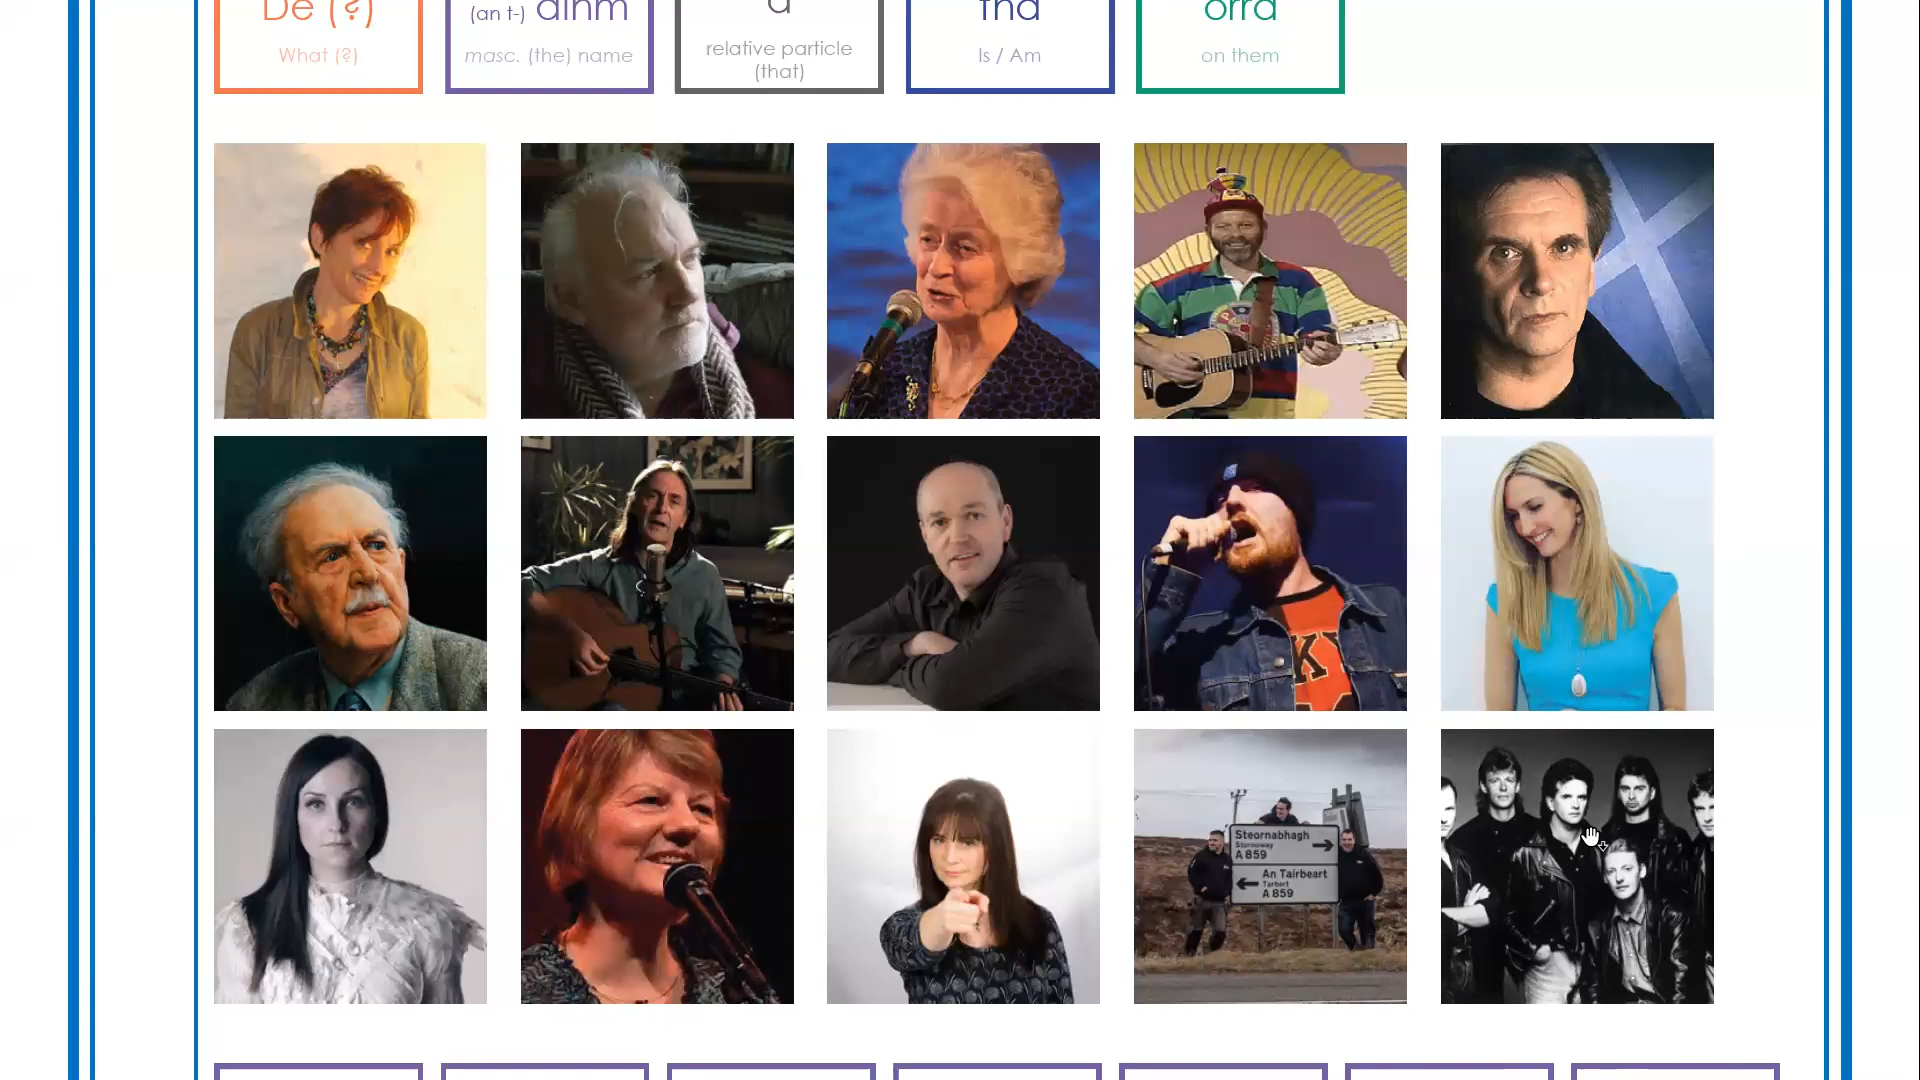 Dè (?)
(an t-) ainm
a
tha
orra
What (?)
masc. (the) name
relative particle
(that)
Is / Am
on them
Steornabhagh
Stornoway
A 859
An Tairbeart
Tarbert
A 859